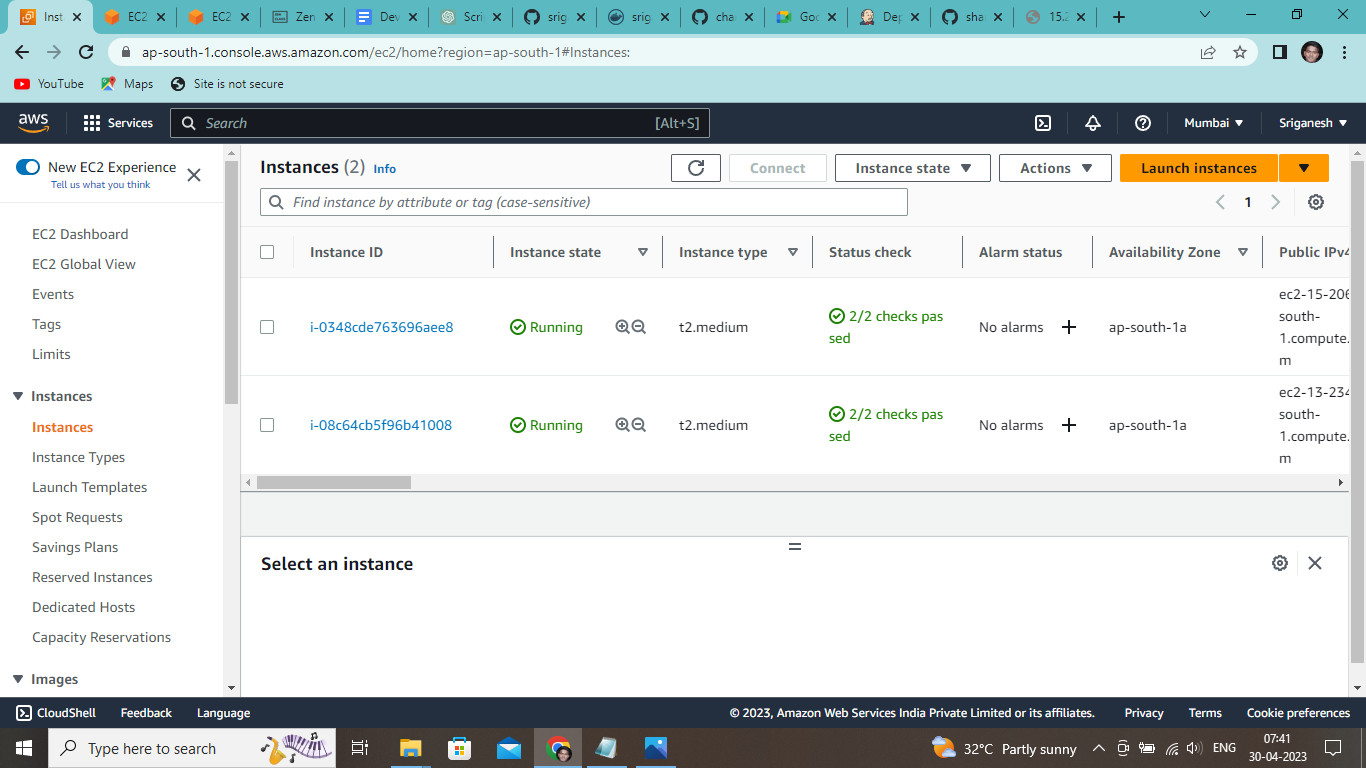 Inst
EC2
EC2
Zen
Dev
Scri
srig
srig
cha
Goo
Dep
sha
15.2
ap-south-1.console.aws.amazon.com/ec2/home?region=ap-south-1#Instances:
YouTube
Maps
Site is not secure
aws
Services
Search
[Alt+S]
Mumbai
Sriganesh
New EC2 Experience
Tell us what you think
EC2 Dashboard
EC2 Global View
Events
Tags
Limits
Instances
Instances
Instance Types
Launch Templates
Spot Requests
Savings Plans
Reserved Instances
Dedicated Hosts
Capacity Reservations
Images
Instances (2) Info
Connect
Instance state
Actions
Launch instances
Find instance by attribute or tag (case-sensitive)
1
Instance ID
Instance state
Instance type
Status check
Alarm status
Availability Zone
Public IPv4
i-0348cde763696aee8
Running
t2.medium
2/2 checks pas
sed
No alarms
ap-south-1a
ec2-15-206
south-
1.compute.
m
i-08c64cb5f96b41008
Running
t2.medium
2/2 checks pas
sed
No alarms
ap-south-1a
ec2-13-234
south-
1.compute.
m
Select an instance
CloudShell
Feedback
Language
© 2023, Amazon Web Services India Private Limited or its affiliates.
Privacy
Terms
Cookie preferences
Type here to search
32°C Partly sunny
ENG
07:41
30-04-2023